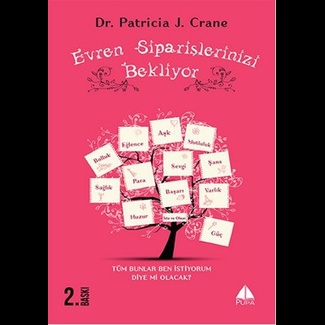 Dr. Patricia J. Crane
Evren Siparişlerinizi
Bekliyor
Aşk
Eğlence
Mutluluk
Bolluk
Sevgi
Şans
Para
Sağlık
Başarı
Varlık
Huzur
Güç
TÜM BUNLAR BEN İSTİYORUM
DİYE Mİ OLACAK?
2. BASKI
PUPA